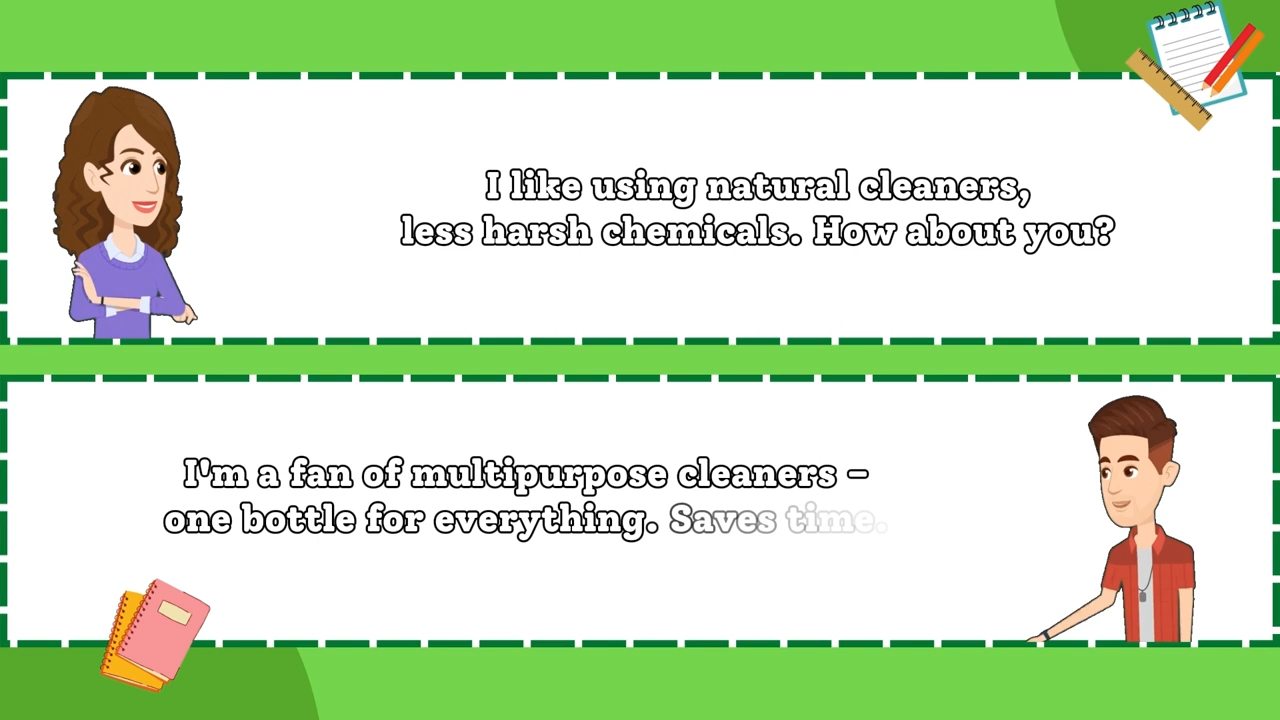 I like using natural cleaners,
less harsh chemicals. How about you?
I'm a fan of multipurpose cleaners –
one bottle for everything. Saves time.